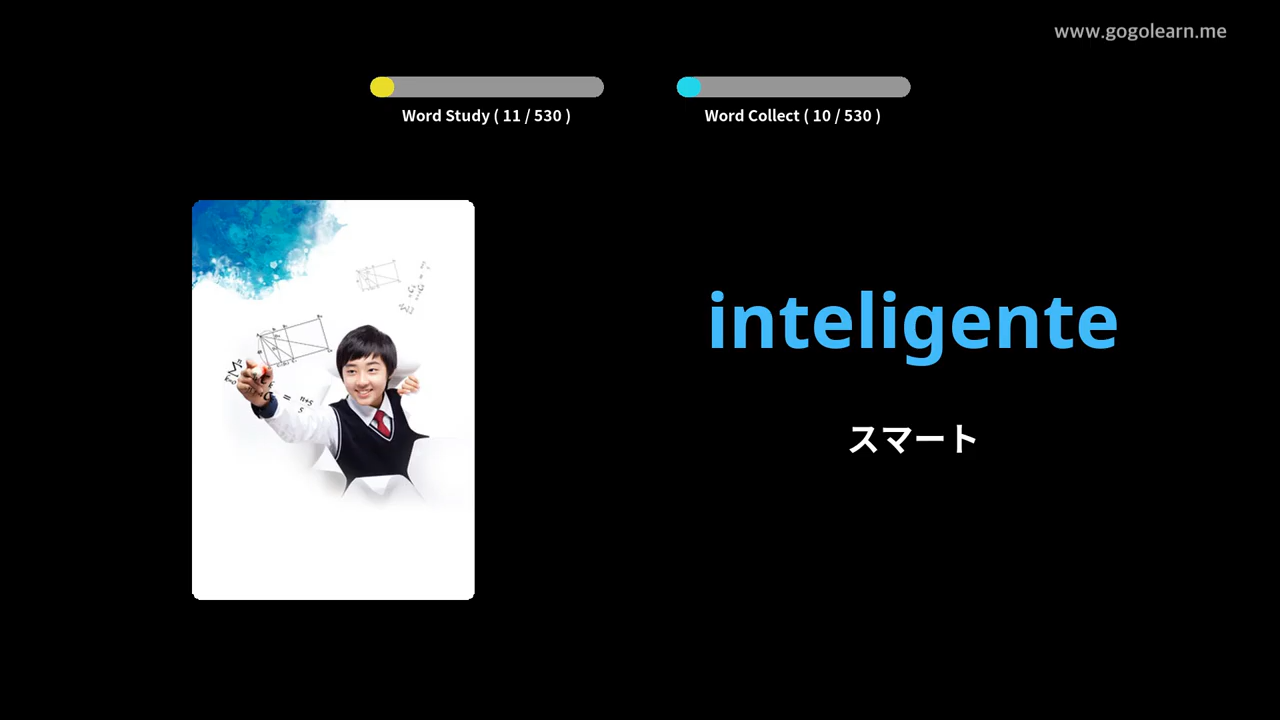 www.gogolearn.me
Word Study ( 11 / 530 )
Word Collect ( 10 / 530 )
inteligente
スマート